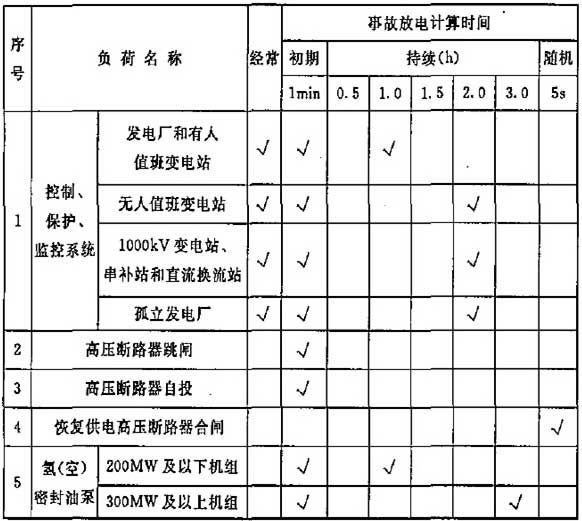 序号 负荷名称 经常 事故放电计算时间
初期 持续(h) 随机
1min 0.5 1.0 1.5 2.0 3.0 5s
1 控制、保护、监控系统
发电厂和有人值班变电站 √ √ √
无人值班变电站 √ √ √
1000kV 变电站、串补站和直流换流站 √ √ √
孤立发电厂 √ √ √
2 高压断路器跳闸 √
3 高压断路器自投 √
4 恢复供电高压断路器合闸 √
5 氢(空)密封油泵
200MW 及以下机组 √ √
300MW 及以上机组 √ √